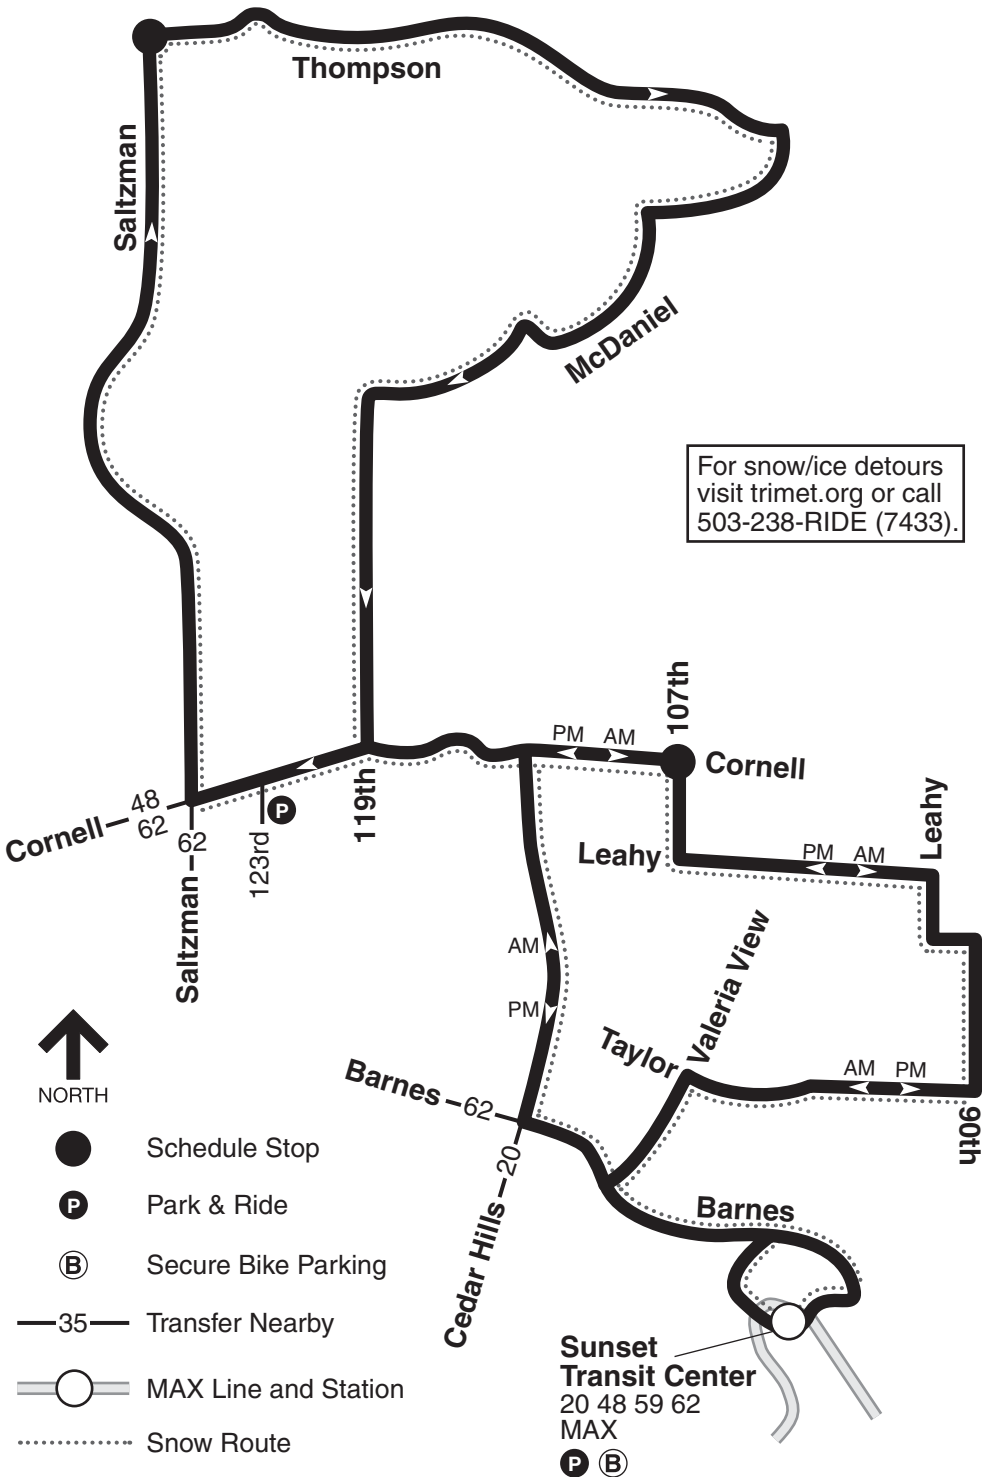 Thompson
Saltzman
McDaniel
For snow/ice detours
visit trimet.org or call
503-238-RIDE (7433).
107th
PM AM
Cornell
119th
P
123rd
48
62
Cornell
62
Saltzman
Leahy
PM AM
Leahy
AM
PM
Valeria View
Taylor
AM PM
90th
Barnes
62
20
Cedar Hills
Barnes
NORTH
Schedule Stop
P Park & Ride
B Secure Bike Parking
35 Transfer Nearby
MAX Line and Station
Snow Route
Sunset
Transit Center
20 48 59 62
MAX
P B